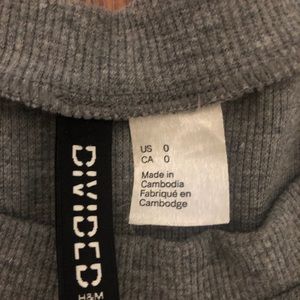 DIVIDED
H&M
US 0
CA 0
Made in
Cambodia
Fabriqué en
Cambodge